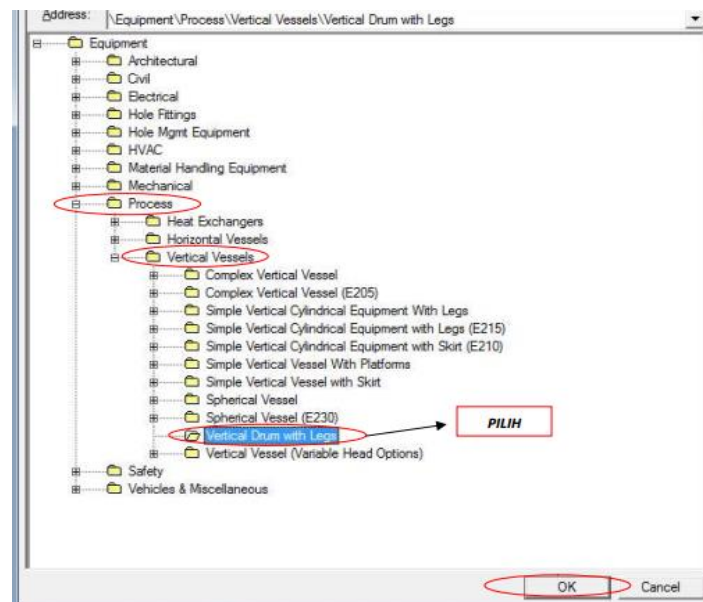 Address: \Equipment\Process\Vertical Vessels\Vertical Drum with Legs
Equipment
Architectural
Civil
Electrical
Hole Fittings
Hole Mgmt Equipment
HVAC
Material Handling Equipment
Mechanical
Process
Heat Exchangers
Horizontal Vessels
Vertical Vessels
Complex Vertical Vessel
Complex Vertical Vessel (E205)
Simple Vertical Cylindrical Equipment With Legs
Simple Vertical Cylindrical Equipment with Legs (E215)
Simple Vertical Cylindrical Equipment with Skirt (E210)
Simple Vertical Vessel With Platforms
Simple Vertical Vessel with Skirt
Spherical Vessel
Spherical Vessel (E230)
Vertical Drum with Legs PILIH
Vertical Vessel (Variable Head Options)
Safety
Vehicles & Miscellaneous
OK Cancel